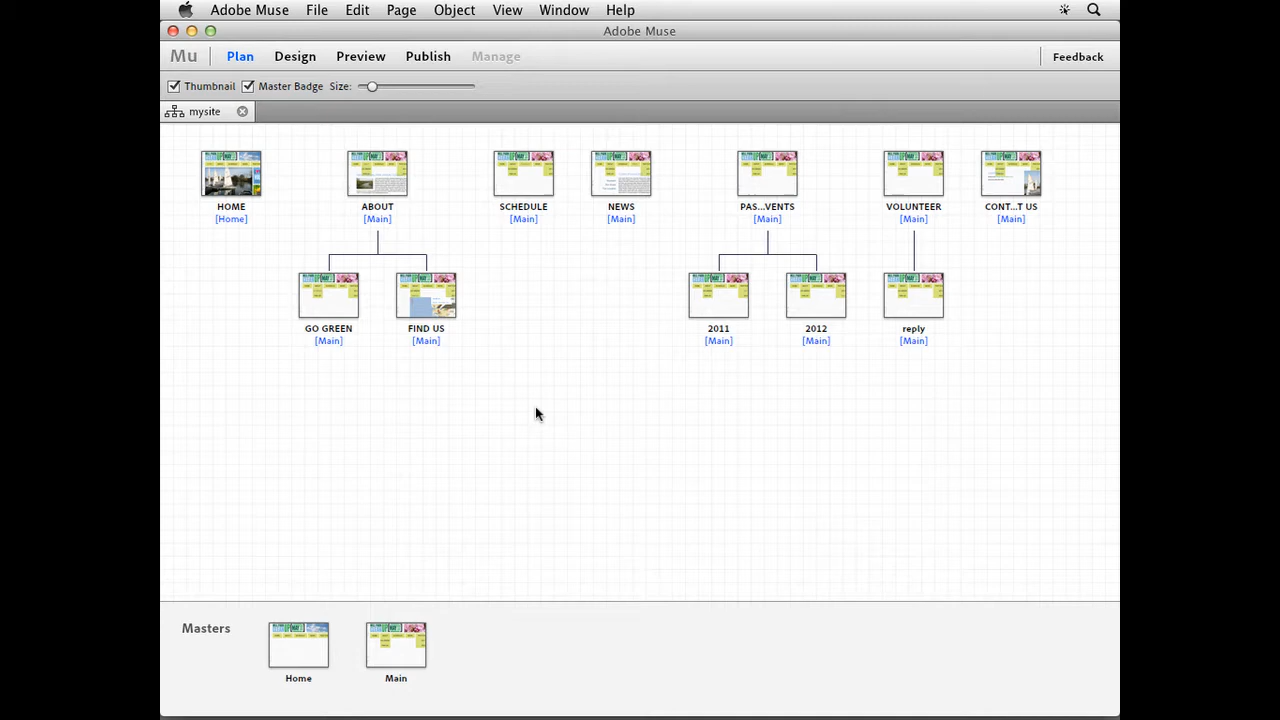 Adobe Muse File Edit Page Object View Window Help
Adobe Muse
Mu Plan Design Preview Publish Manage Feedback
Thumbnail Master Badge Size:
mysite
HOME ABOUT SCHEDULE NEWS PAS...VENTS VOLUNTEER CONT...T US
[Home] [Main] [Main] [Main] [Main] [Main] [Main]
GO GREEN FIND US 2011 2012 reply
[Main] [Main] [Main] [Main] [Main]
Masters
Home Main